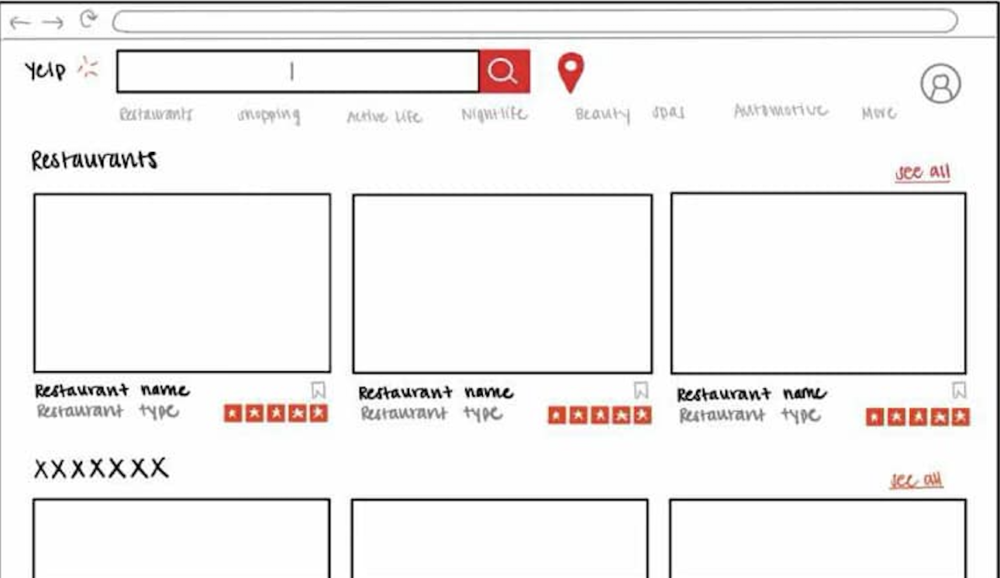 Yelp
Restaurants shopping Active Life Nightlife Beauty spas Automotive More
Restaurants
see all
Restaurant name Restaurant name Restaurant name
Restaurant type Restaurant type Restaurant type
XXXXXXX
see all